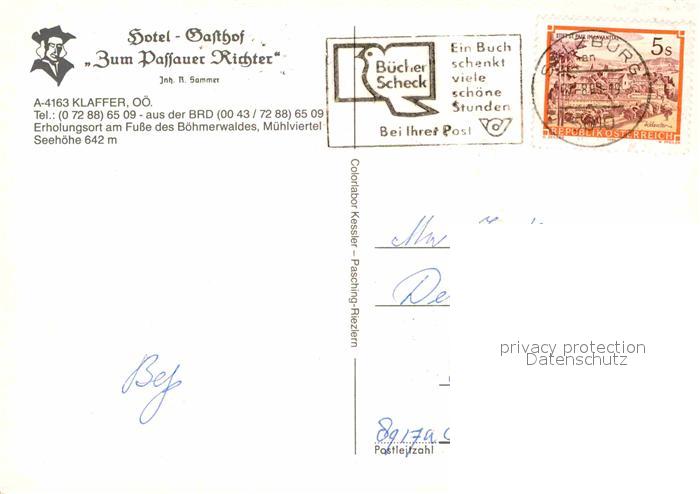 Hotel - Gasthof
„Zum Passauer Richter“
Inh. R. Sammer
A-4163 KLAFFER, OÖ.
Tel.: (0 72 88) 65 09 - aus der BRD (00 43 / 72 88) 65 09
Erholungsort am Fuße des Böhmerwaldes, Mühlviertel
Seehöhe 642 m
Bücher
Scheck
Ein Buch
schenkt
viele
schöne
Stunden
Bei Ihrer Post
5 S
SALZBURG
REPUBLIK ÖSTERREICH
Colorlabor Kessler – Pasching-Riezlern
privacy protection
Datenschutz
Postleitzahl